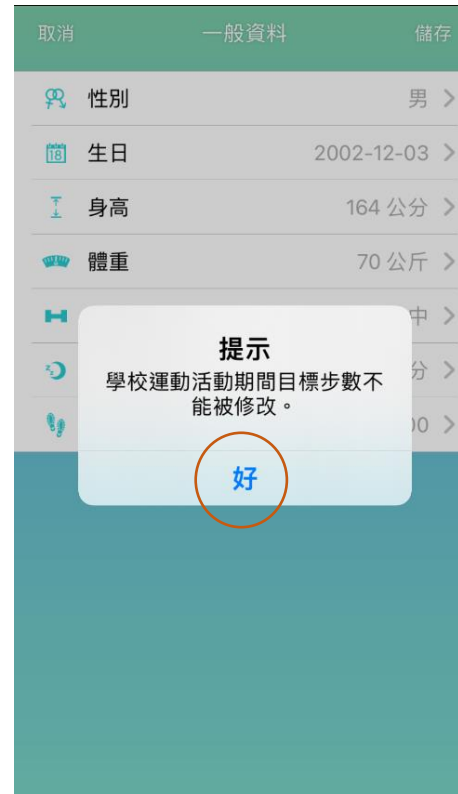 取消 一般資料 儲存
性別 男
18 生日 2002-12-03
身高 164 公分
體重 70 公斤
中
分
00
提示
學校運動活動期間目標步數不
能被修改。
好